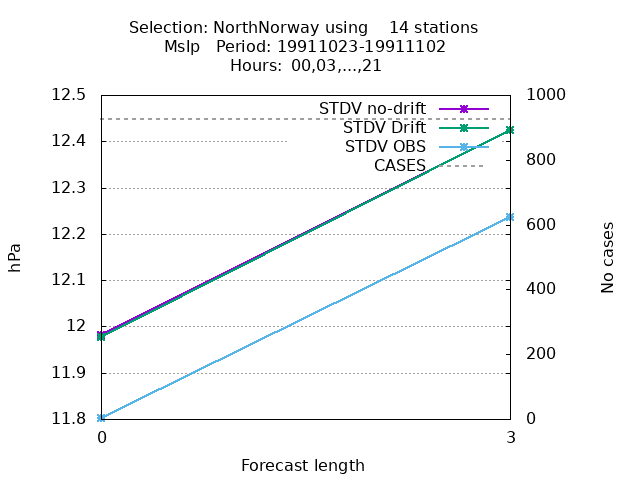 Selection: NorthNorway using    14 stations
Mslp   Period: 19911023-19911102
Hours:  00,03,...,21
12.5
12.4
12.3
12.2
12.1
12
11.9
11.8
hPa
STDV no-drift
STDV Drift
STDV OBS
CASES
1000
800
600
400
200
0
No cases
0
3
Forecast length